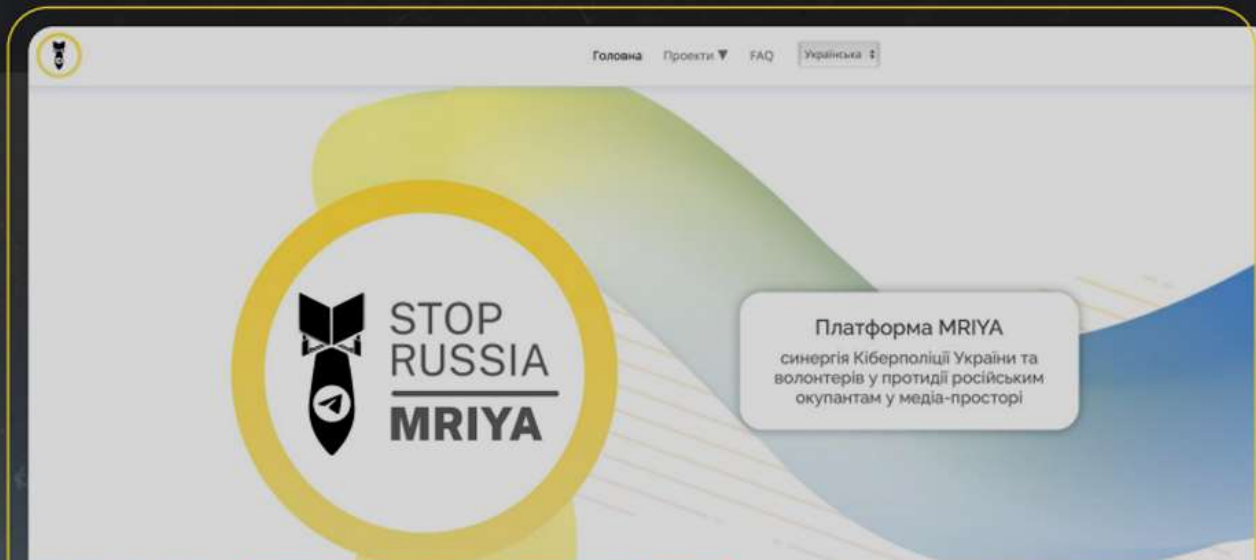 Головна Проекти ▼ FAQ Українська
STOP
RUSSIA
MRIYA
Платформа MRIYA
синергія Кіберполіції України та
волонтерів у протидії російським
окупантам у медіа-просторі